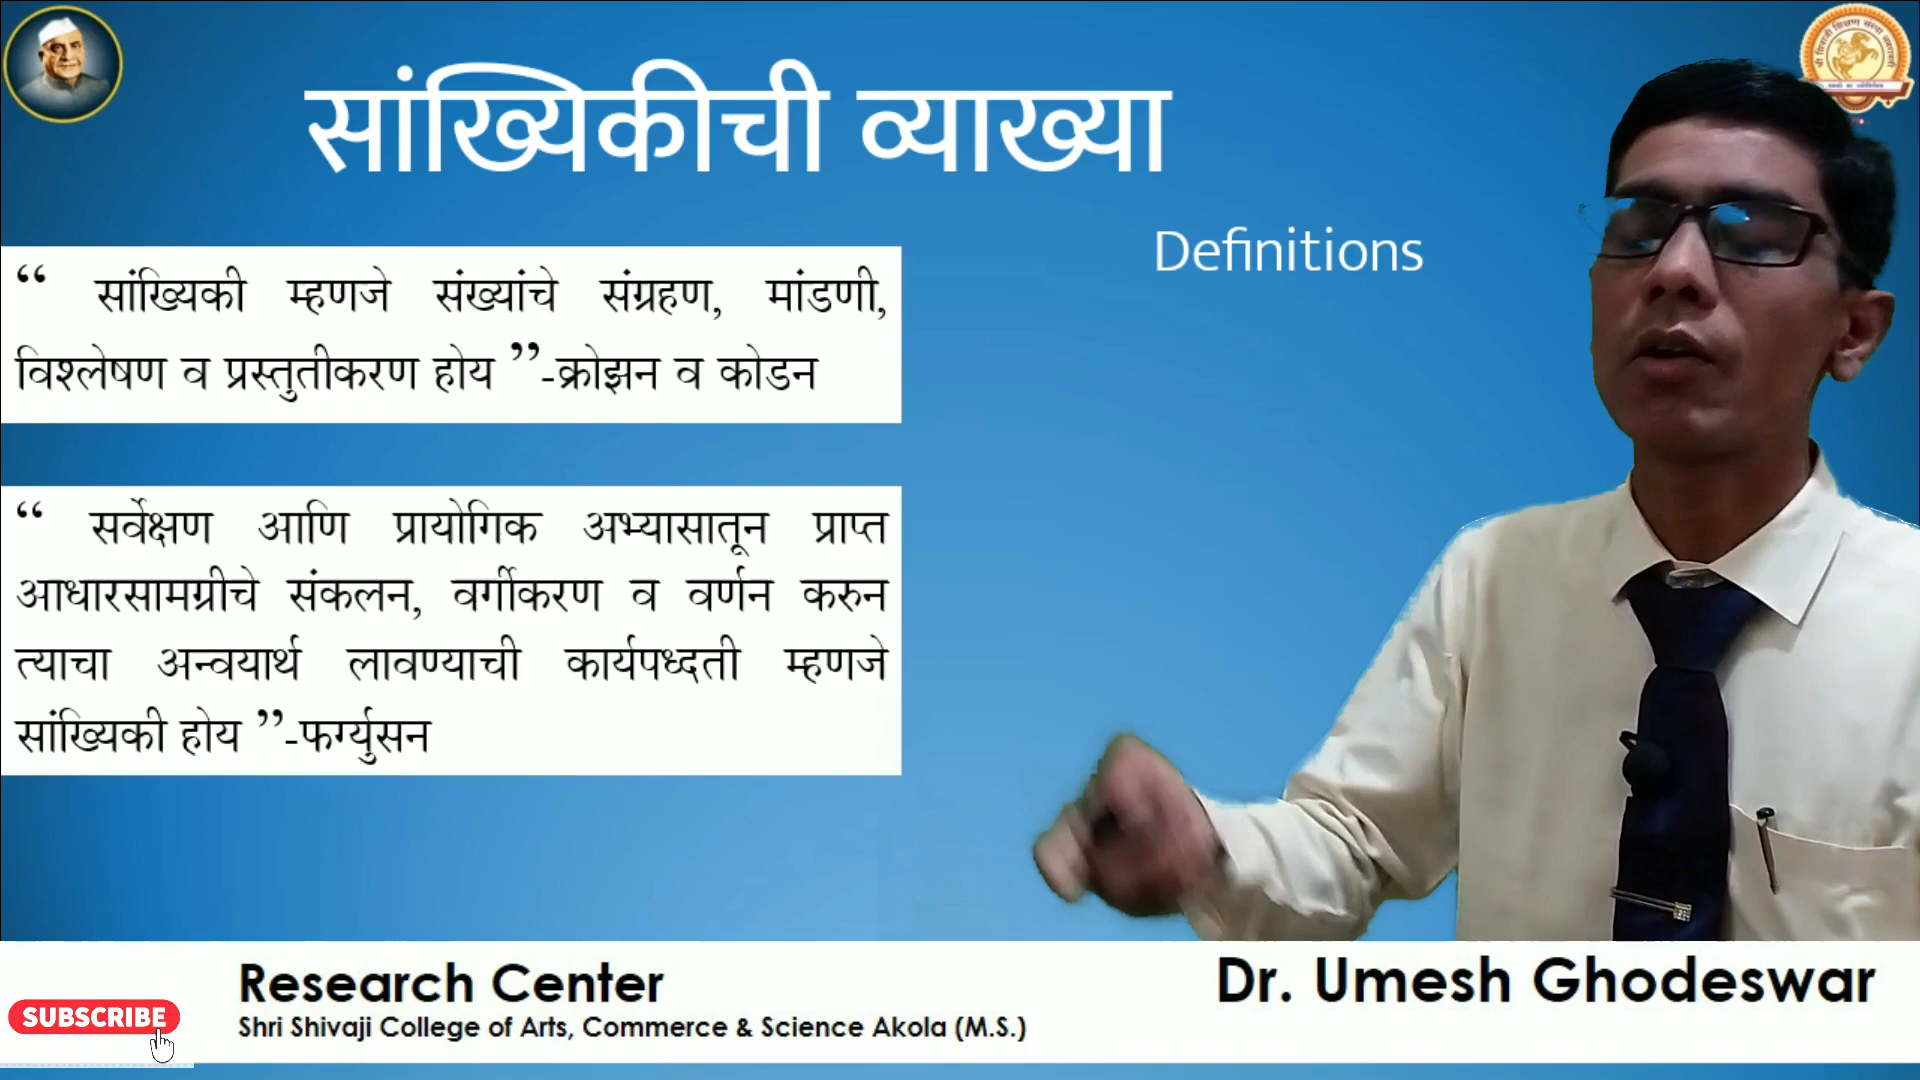 सांख्यिकीची व्याख्या
Definitions
“ सांख्यिकी म्हणजे संख्यांचे संग्रहण, मांडणी,
विश्लेषण व प्रस्तुतीकरण होय ”-क्रोझन व कोडन
“ सर्वेक्षण आणि प्रायोगिक अभ्यासातून प्राप्त
आधारसामग्रीचे संकलन, वर्गीकरण व वर्णन करुन
त्याचा अन्वयार्थ लावण्याची कार्यपध्दती म्हणजे
सांख्यिकी होय ”-फर्ग्युसन
SUBSCRIBE
Research Center
Shri Shivaji College of Arts, Commerce & Science Akola (M.S.)
Dr. Umesh Ghodeswar